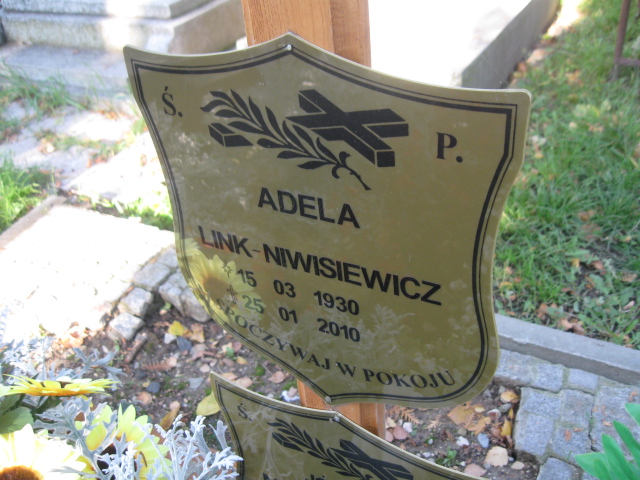 Ś. P.
ADELA
LINK-NIWISIEWICZ
15 03 1930
25 01 2010
SPOCZYWAJ W POKOJU
Ś.